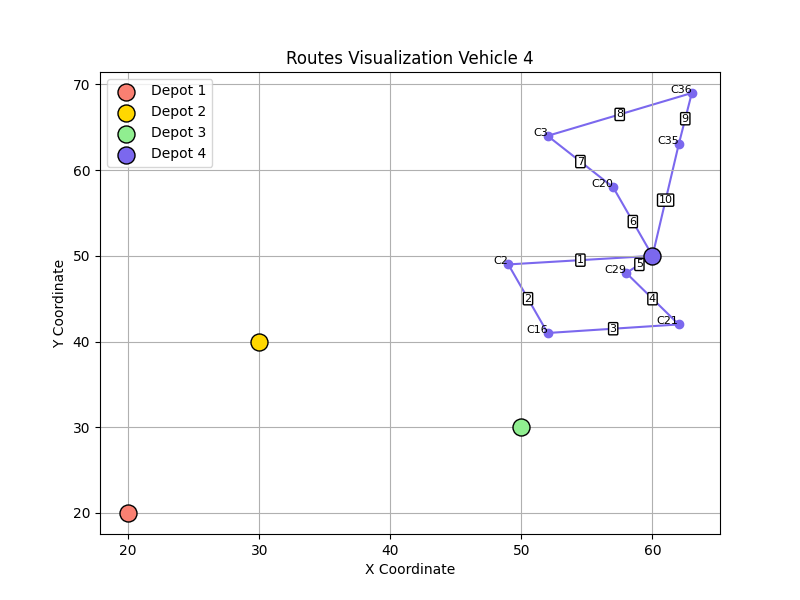 Routes Visualization Vehicle 4
Depot 1
Depot 2
Depot 3
Depot 4
C36
8
9
C3
C35
7
C20
10
6
C2
1
5
C29
2
4
C21
C16
3
70
60
50
40
30
20
Y Coordinate
20
30
40
50
60
X Coordinate